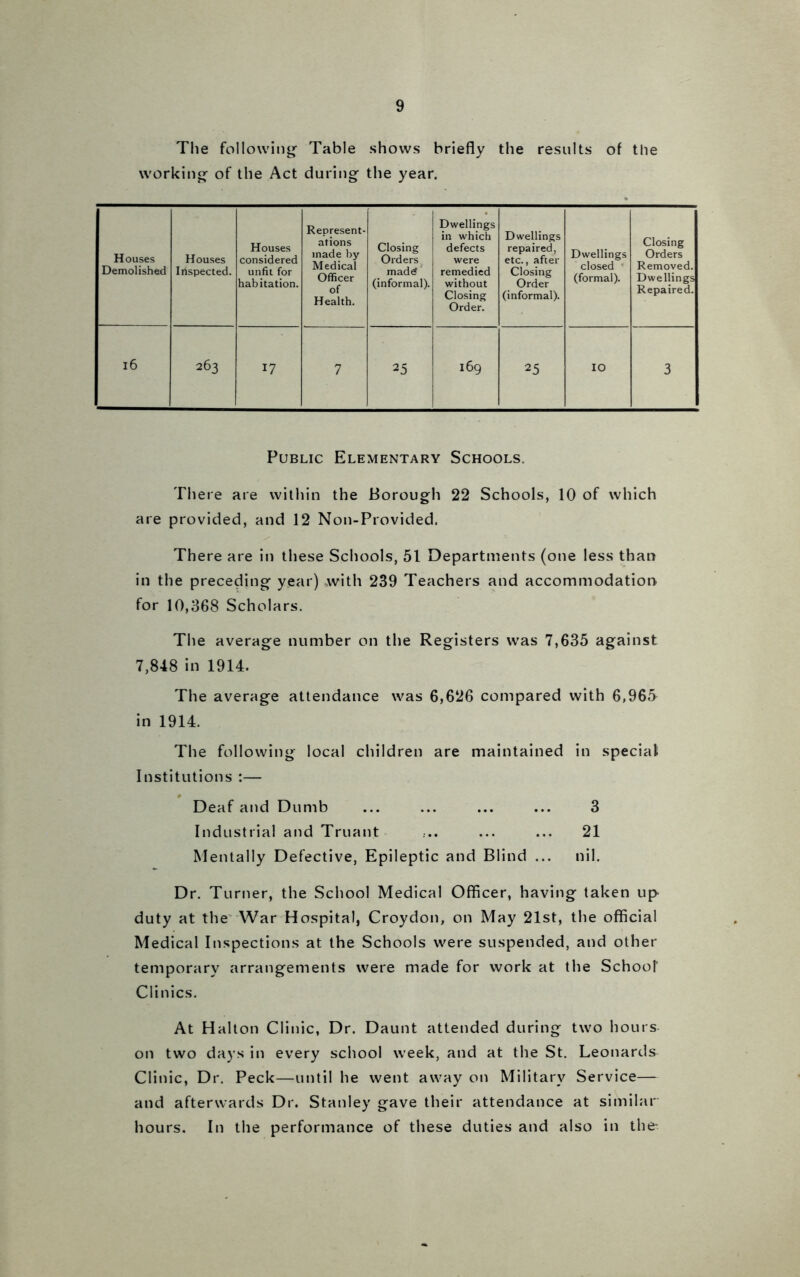 9
The following Table shows briefly the results of the
working of the Act during the year.
Houses
Demolished
Houses
Inspected.
Houses
considered
unfit for
habitation.
Represent-
ations
made by
Medical
Officer
of
Health.
Closing
Orders
made
(informal).
Dwellings
in which
defects
were
remedied
without
Closing
Order.
Dwellings
repaired,
etc., after
Closing
Order
(informal).
Dwellings
closed
(formal).
Closing
Orders
Removed.
Dwellings
Repaired.
16 263 17 7 25 169 25 10 3
PUBLIC ELEMENTARY SCHOOLS.
There are within the Borough 22 Schools, 10 of which
are provided, and 12 Non-Provided.
There are in these Schools, 51 Departments (one less than
in the preceding year) with 239 Teachers and accommodation
for 10,368 Scholars.
The average number on the Registers was 7,635 against
7,848 in 1914.
The average attendance was 6,626 compared with 6,965
in 1914.
The following local children are maintained in special
Institutions :—
Deaf and Dumb ... ... ... ... 3
Industrial and Truant ... ... ... 21
Mentally Defective, Epileptic and Blind ... nil.
Dr. Turner, the School Medical Officer, having taken up
duty at the War Hospital, Croydon, on May 21st, the official
Medical Inspections at the Schools were suspended, and other
temporary arrangements were made for work at the School
Clinics.
At Halton Clinic, Dr. Daunt attended during two hours
on two days in every school week, and at the St. Leonards
Clinic, Dr. Peck—until he went away on Military Service—
and afterwards Dr. Stanley gave their attendance at similar
hours. In the performance of these duties and also in the